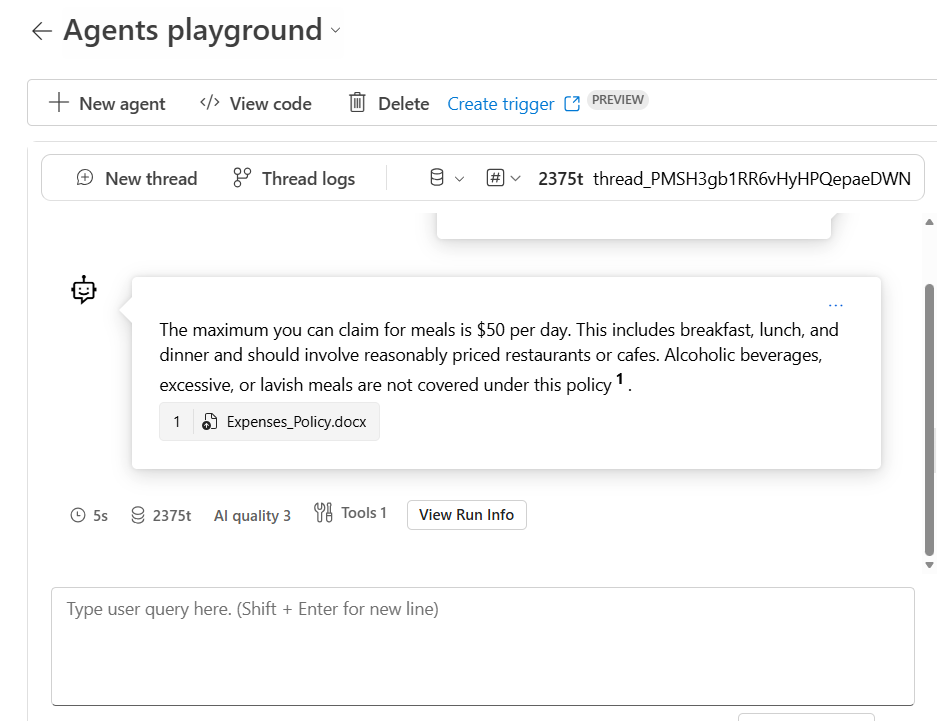 Agents playground
New agent View code Delete Create trigger PREVIEW
New thread Thread logs 2375t thread_PMSH3gb1RR6vHyHPQepaeDWN
The maximum you can claim for meals is $50 per day. This includes breakfast, lunch, and
dinner and should involve reasonably priced restaurants or cafes. Alcoholic beverages,
excessive, or lavish meals are not covered under this policy 1 .
1 Expenses_Policy.docx
5s 2375t AI quality 3 Tools 1 View Run Info
Type user query here. (Shift + Enter for new line)